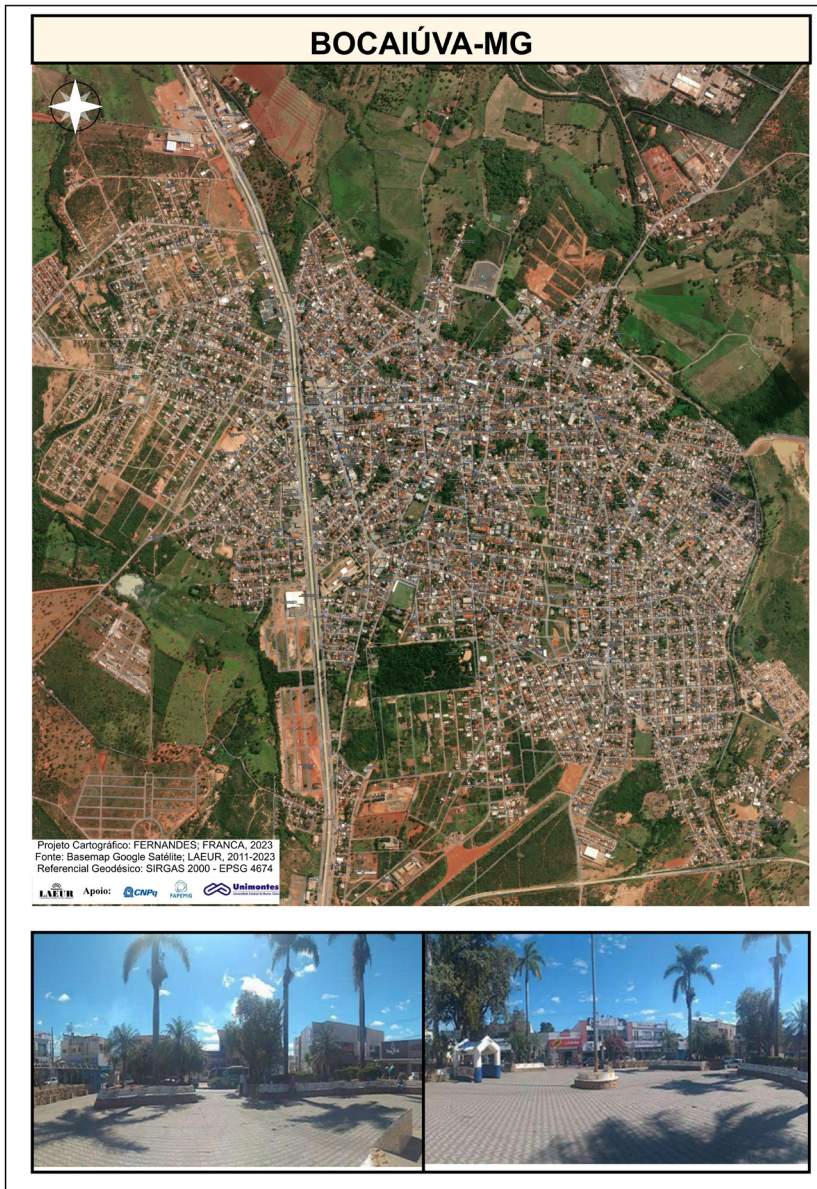 BOCAIÚVA-MG
Projeto Cartográfico: FERNANDES; FRANCA, 2023
Fonte: Basemap Google Satélite; LAEUR, 2011-2023
Referencial Geodésico: SIRGAS 2000 - EPSG 4674
LAEUR Apoio: CNPq FAPEMIG Unimontes